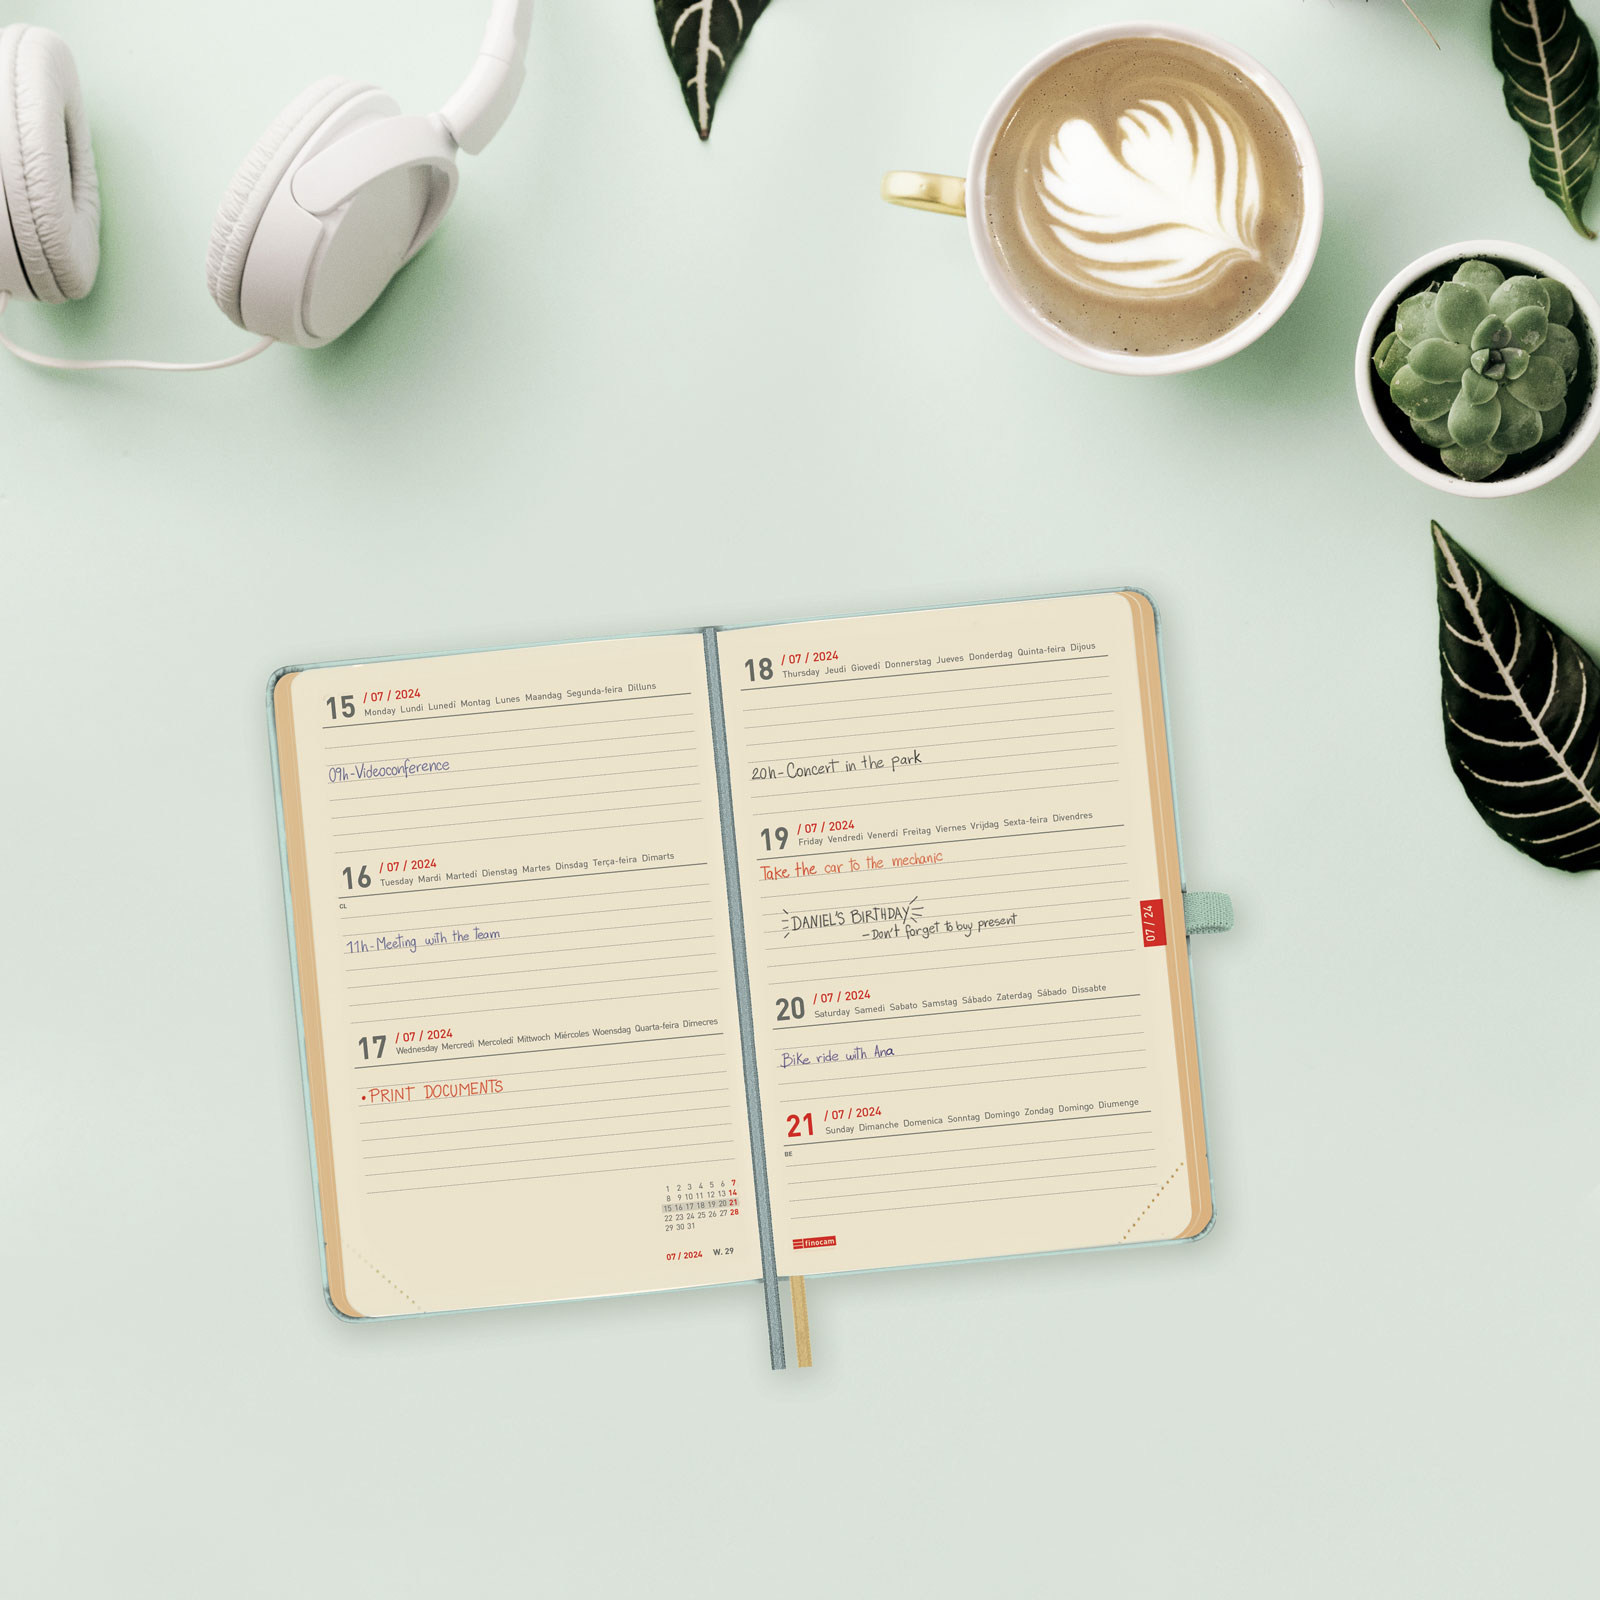 15 / 07 / 2024
Monday Lundi Lunedì Montag Lunes Maandag Segunda-feira Dilluns
09h-Videoconference
16 / 07 / 2024
Tuesday Mardi Martedí Dienstag Martes Dinsdag Terça-feira Dimarts
CL
11h-Meeting with the team
17 / 07 / 2024
Wednesday Mercredi Mercoledí Mittwoch Miércoles Woensdag Quarta-feira Dimecres
• PRINT DOCUMENTS
1 2 3 4 5 6 7
8 9 10 11 12 13 14
15 16 17 18 19 20 21
22 23 24 25 26 27 28
29 30 31
07 / 2024 W. 29
18 / 07 / 2024
Thursday Jeudi Giovedí Donnerstag Jueves Donderdag Quinta-feira Dijous
20h-Concert in the park
19 / 07 / 2024
Friday Vendredi Venerdí Freitag Viernes Vrijdag Sexta-feira Divendres
Take the car to the mechanic
DANIEL'S BIRTHDAY
-Don't forget to buy present
07 / 24
20 / 07 / 2024
Saturday Samedi Sabato Samstag Sábado Zaterdag Sábado Dissabte
Bike ride with Ana
21 / 07 / 2024
Sunday Dimanche Domenica Sonntag Domingo Zondag Domingo Diumenge
BE
finocam